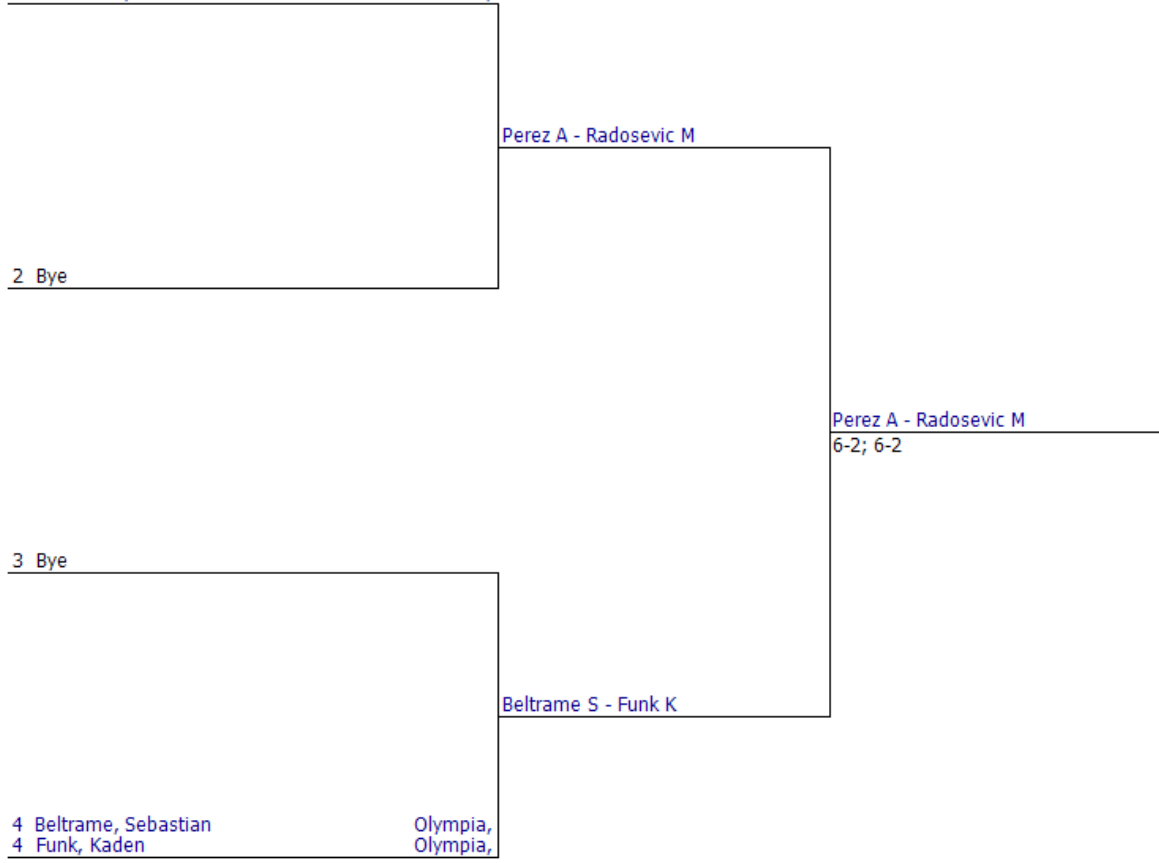 Perez A - Radosevic M
2 Bye
Perez A - Radosevic M
6-2; 6-2
3 Bye
Beltrame S - Funk K
4 Beltrame, Sebastian Olympia,
4 Funk, Kaden Olympia,